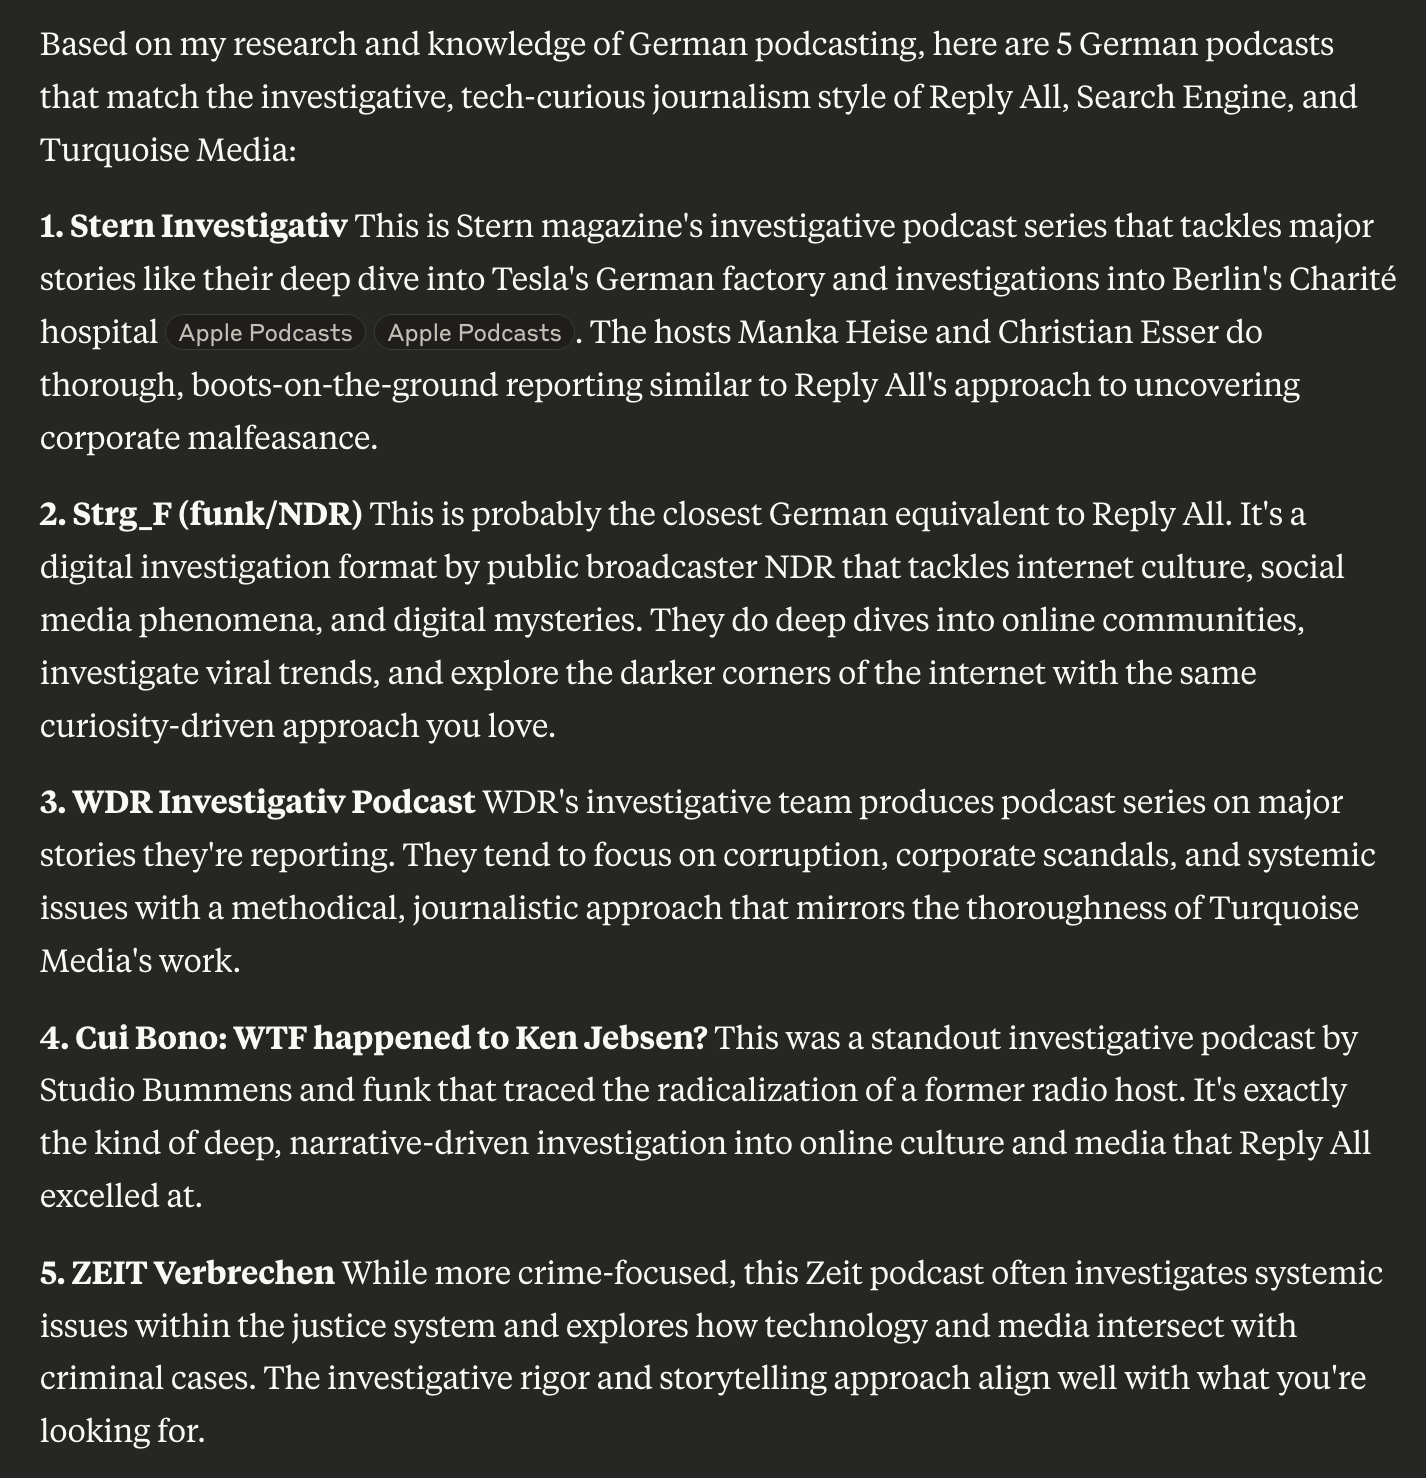 Based on my research and knowledge of German podcasting, here are 5 German podcasts
that match the investigative, tech-curious journalism style of Reply All, Search Engine, and
Turquoise Media:
1. Stern Investigativ This is Stern magazine's investigative podcast series that tackles major
stories like their deep dive into Tesla's German factory and investigations into Berlin's Charité
hospital Apple Podcasts Apple Podcasts. The hosts Manka Heise and Christian Esser do
thorough, boots-on-the-ground reporting similar to Reply All's approach to uncovering
corporate malfeasance.
2. Strg_F (funk/NDR) This is probably the closest German equivalent to Reply All. It's a
digital investigation format by public broadcaster NDR that tackles internet culture, social
media phenomena, and digital mysteries. They do deep dives into online communities,
investigate viral trends, and explore the darker corners of the internet with the same
curiosity-driven approach you love.
3. WDR Investigativ Podcast WDR's investigative team produces podcast series on major
stories they're reporting. They tend to focus on corruption, corporate scandals, and systemic
issues with a methodical, journalistic approach that mirrors the thoroughness of Turquoise
Media's work.
4. Cui Bono: WTF happened to Ken Jebsen? This was a standout investigative podcast by
Studio Bummens and funk that traced the radicalization of a former radio host. It's exactly
the kind of deep, narrative-driven investigation into online culture and media that Reply All
excelled at.
5. ZEIT Verbrechen While more crime-focused, this Zeit podcast often investigates systemic
issues within the justice system and explores how technology and media intersect with
criminal cases. The investigative rigor and storytelling approach align well with what you're
looking for.